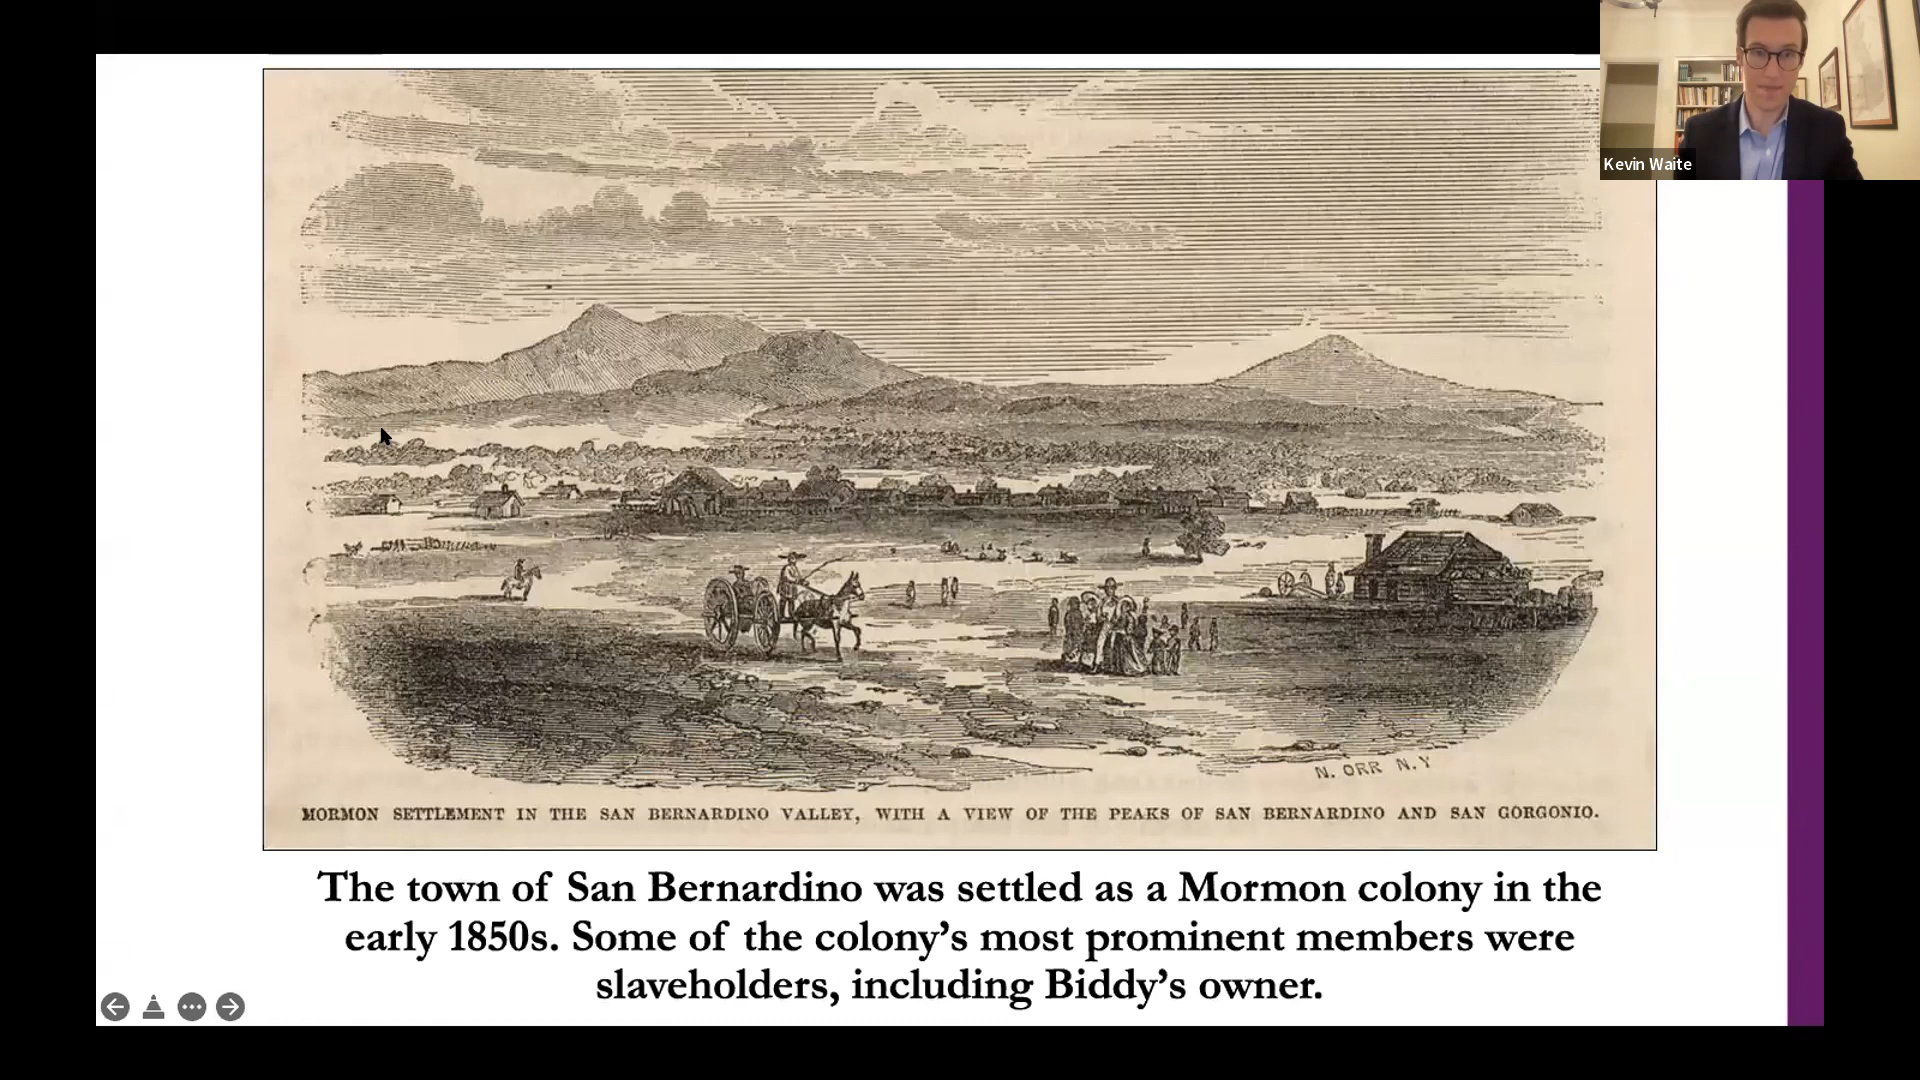 Kevin Waite
N. ORR N.Y
MORMON SETTLEMENT IN THE SAN BERNARDINO VALLEY, WITH A VIEW OF THE PEAKS OF SAN BERNARDINO AND SAN GORGONIO.
The town of San Bernardino was settled as a Mormon colony in the
early 1850s. Some of the colony’s most prominent members were
slaveholders, including Biddy’s owner.